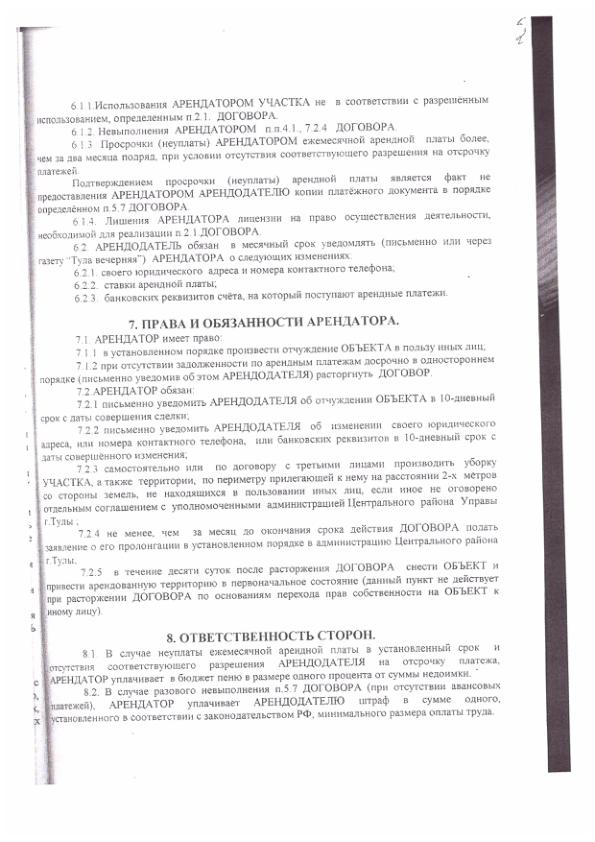 6.1.1.Использования АРЕНДАТОРОМ УЧАСТКА не в соответствии с разрешённым
использованием, определенным п.2.1. ДОГОВОРА.
6.1.2. Невыполнения АРЕНДАТОРОМ п.п.4.1., 7.2.4 ДОГОВОРА.
6.1.3 Просрочки (неуплаты) АРЕНДАТОРОМ ежемесячной арендной платы более,
чем за два месяца подряд, при условии отсутствия соответствующего разрешения на отсрочку
платежей.
Подтверждением просрочки (неуплаты) арендной платы является факт не
предоставления АРЕНДАТОРОМ АРЕНДОДАТЕЛЮ копии платёжного документа в порядке
определённом п.5.7 ДОГОВОРА.
6.1.4. Лишения АРЕНДАТОРА лицензии на право осуществления деятельности,
необходимой для реализации п.2.1.ДОГОВОРА.
6.2. АРЕНДОДАТЕЛЬ обязан в месячный срок уведомлять (письменно или через
газету "Тула вечерняя") АРЕНДАТОРА о следующих изменениях:
6.2.1. своего юридического адреса и номера контактного телефона;
6.2.2. ставки арендной платы;
6.2.3. банковских реквизитов счёта, на который поступают арендные платежи.
7. ПРАВА И ОБЯЗАННОСТИ АРЕНДАТОРА.
7.1. АРЕНДАТОР имеет право:
7.1.1 в установленном порядке произвести отчуждение ОБЪЕКТА в пользу иных лиц;
7.1.2 при отсутствии задолженности по арендным платежам досрочно в одностороннем
порядке (письменно уведомив об этом АРЕНДОДАТЕЛЯ) расторгнуть ДОГОВОР.
7.2.АРЕНДАТОР обязан:
7.2.1 письменно уведомить АРЕНДОДАТЕЛЯ об отчуждении ОБЪЕКТА в 10-дневный
срок с даты совершения сделки;
7.2.2 письменно уведомить АРЕНДОДАТЕЛЯ об изменении своего юридического
адреса, или номера контактного телефона, или банковских реквизитов в 10-дневный срок с
даты совершённого изменения;
7.2.3 самостоятельно или по договору с третьими лицами производить уборку
УЧАСТКА, а также территории, по периметру прилегающей к нему на расстоянии 2-х метров
со стороны земель, не находящихся в пользовании иных лиц, если иное не оговорено
отдельным соглашением с уполномоченными администрацией Центрального района Управы
г.Тулы ;
7.2.4 не менее, чем за месяц до окончания срока действия ДОГОВОРА подать
заявление о его пролонгации в установленном порядке в администрацию Центрального района
г.Тулы.
7.2.5 в течение десяти суток после расторжения ДОГОВОРА снести ОБЪЕКТ и
привести арендованную территорию в первоначальное состояние (данный пункт не действует
при расторжении ДОГОВОРА по основаниям перехода прав собственности на ОБЪЕКТ к
иному лицу).
8. ОТВЕТСТВЕННОСТЬ СТОРОН.
8.1. В случае неуплаты ежемесячной арендной платы в установленный срок и
отсутствия соответствующего разрешения АРЕНДОДАТЕЛЯ на отсрочку платежа,
АРЕНДАТОР уплачивает в бюджет пеню в размере одного процента от суммы недоимки.
8.2. В случае разового невыполнения п.5.7 ДОГОВОРА (при отсутствии авансовых
платежей), АРЕНДАТОР уплачивает АРЕНДОДАТЕЛЮ штраф в сумме одного,
установленного в соответствии с законодательством РФ, минимального размера оплаты труда.